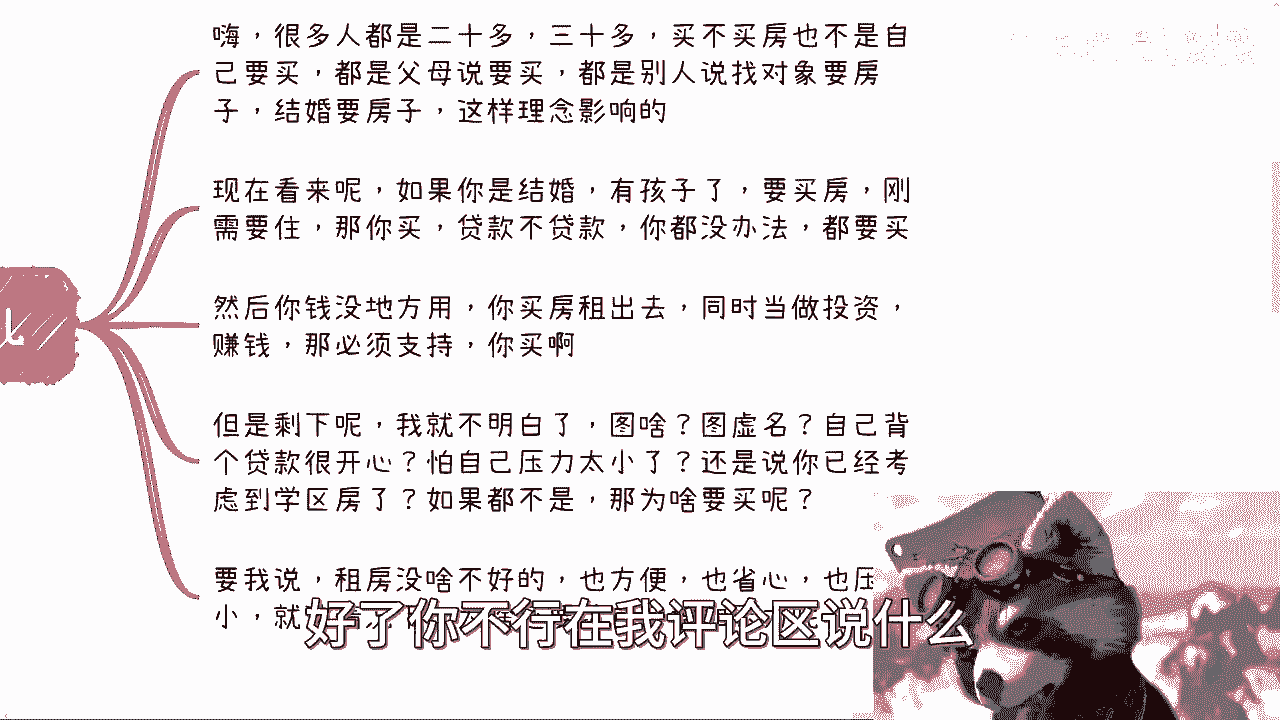 嗨，很多人都是二十多，三十多，买不买房也不是自
己要买，都是父母说要买，都是别人说找对象要房
子，结婚要房子，这样理念影响的
现在看来呢，如果你是结婚，有孩子了，要买房，刚
需要住，那你买，贷款不贷款，你都没办法，都要买
然后你钱没地方用，你买房租出去，同时当做投资，
赚钱，那必须支持，你买啊
但是剩下呢，我就不明白了，图啥？图虚名？自己背
个贷款很开心？怕自己压力太小了？还是说你已经考
虑到学区房了？如果都不是，那为啥要买呢？
要我说，租房没啥不好的，也方便，也省心，也压
小，就
好了你不行在我评论区说什么